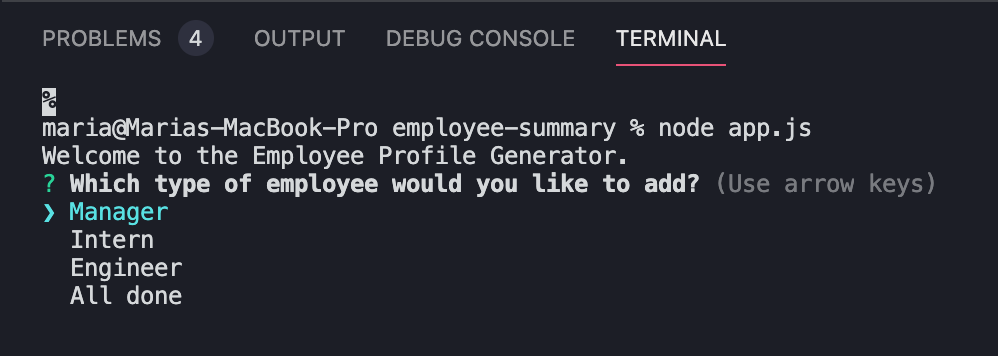 PROBLEMS 4 OUTPUT DEBUG CONSOLE TERMINAL
%
maria@Marias-MacBook-Pro employee-summary % node app.js
Welcome to the Employee Profile Generator.
? Which type of employee would you like to add? (Use arrow keys)
❯ Manager
Intern
Engineer
All done